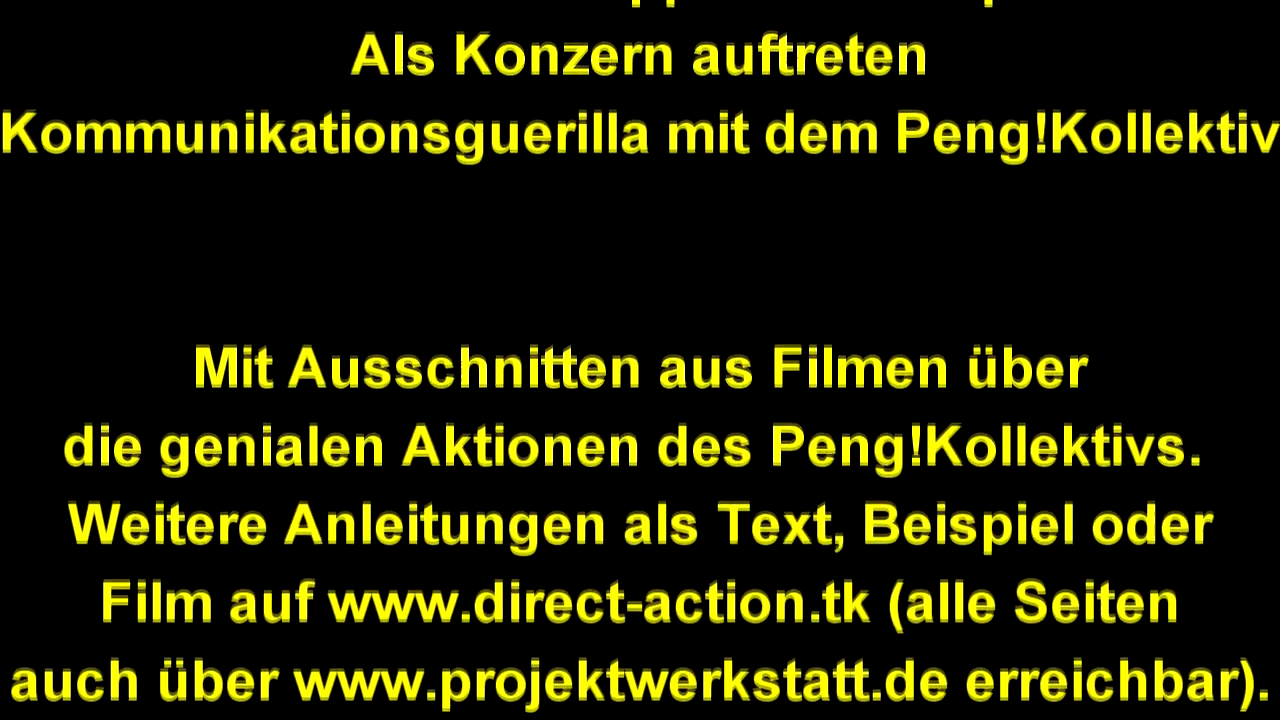 Als Konzern auftreten
Kommunikationsguerilla mit dem Peng!Kollektiv
Mit Ausschnitten aus Filmen über
die genialen Aktionen des Peng!Kollektivs.
Weitere Anleitungen als Text, Beispiel oder
Film auf www.direct-action.tk (alle Seiten
auch über www.projektwerkstatt.de erreichbar).